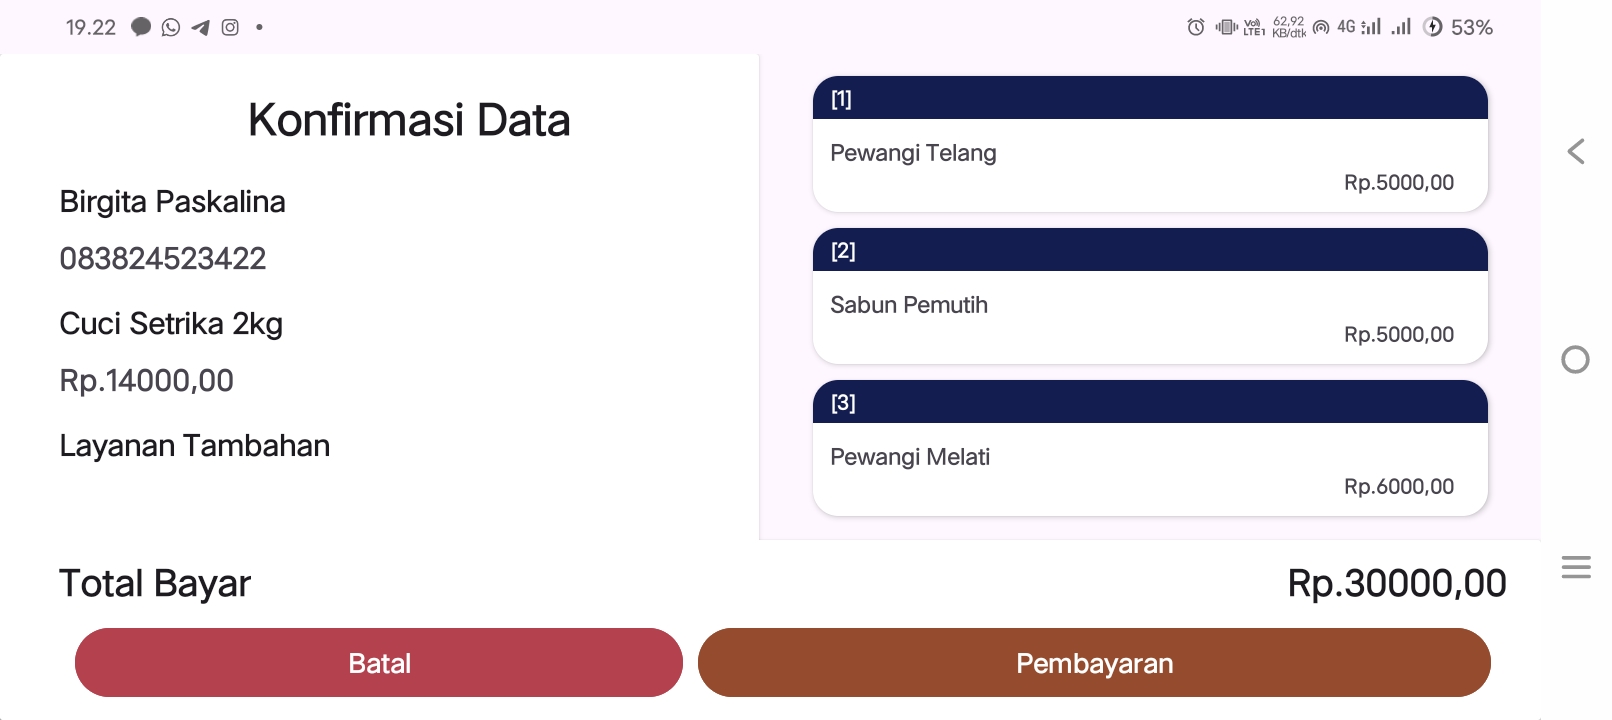 19.22
Vo)) LTE1
62,92 KB/dtk
4G
53%
Konfirmasi Data
Birgita Paskalina
083824523422
Cuci Setrika 2kg
Rp.14000,00
Layanan Tambahan
[1]
Pewangi Telang
Rp.5000,00
[2]
Sabun Pemutih
Rp.5000,00
[3]
Pewangi Melati
Rp.6000,00
Total Bayar
Rp.30000,00
Batal
Pembayaran